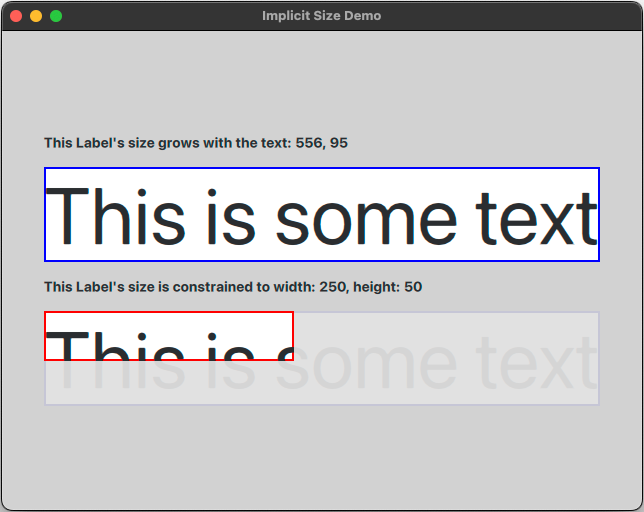 Implicit Size Demo
This Label's size grows with the text: 556, 95
This is some text
This Label's size is constrained to width: 250, height: 50
This is some text